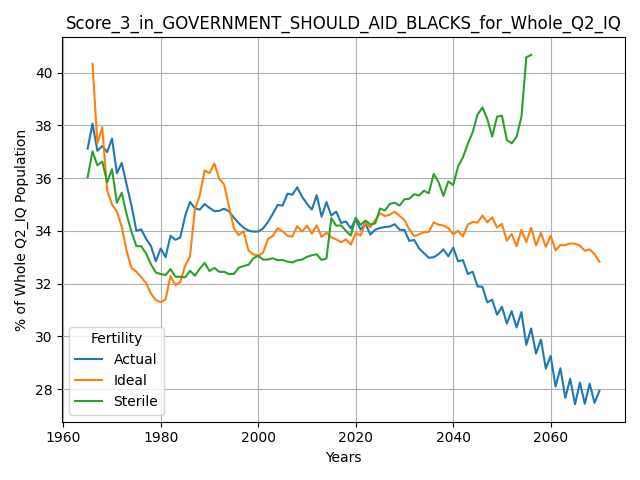 Score_3_in_GOVERNMENT_SHOULD_AID_BLACKS_for_Whole_Q2_IQ
% of Whole Q2_IQ Population
40
38
36
34
32
30
28
Fertility
Actual
Ideal
Sterile
1960 1980 2000 2020 2040 2060
Years